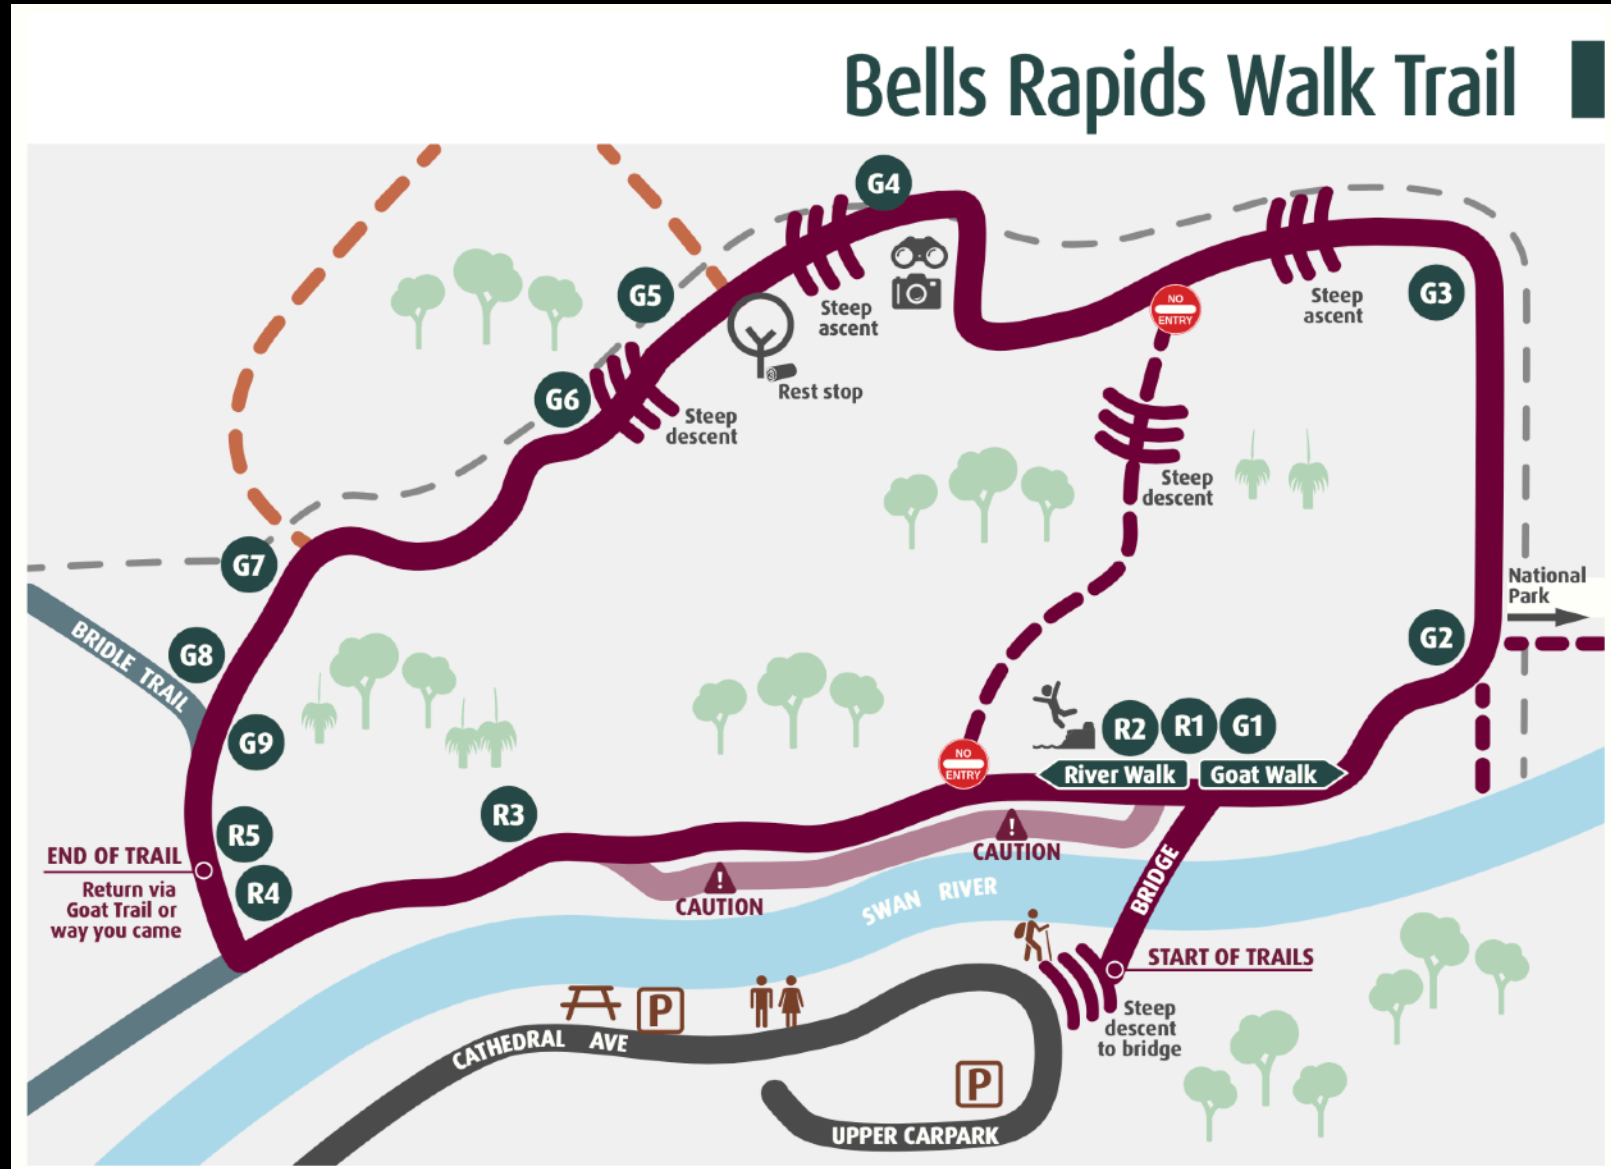 Bells Rapids Walk Trail
G4
G5
Steep
ascent
Steep
ascent
G3
NO
ENTRY
Rest stop
G6
Steep
descent
Steep
descent
National
Park
G7
G2
BRIDLE TRAIL
G8
G9
R2
R1
G1
NO
ENTRY
River Walk
Goat Walk
R3
R5
!
CAUTION
END OF TRAIL
Return via
Goat Trail or
way you came
R4
!
CAUTION
SWAN RIVER
BRIDGE
START OF TRAILS
P
Steep
descent
to bridge
CATHEDRAL AVE
P
UPPER CARPARK